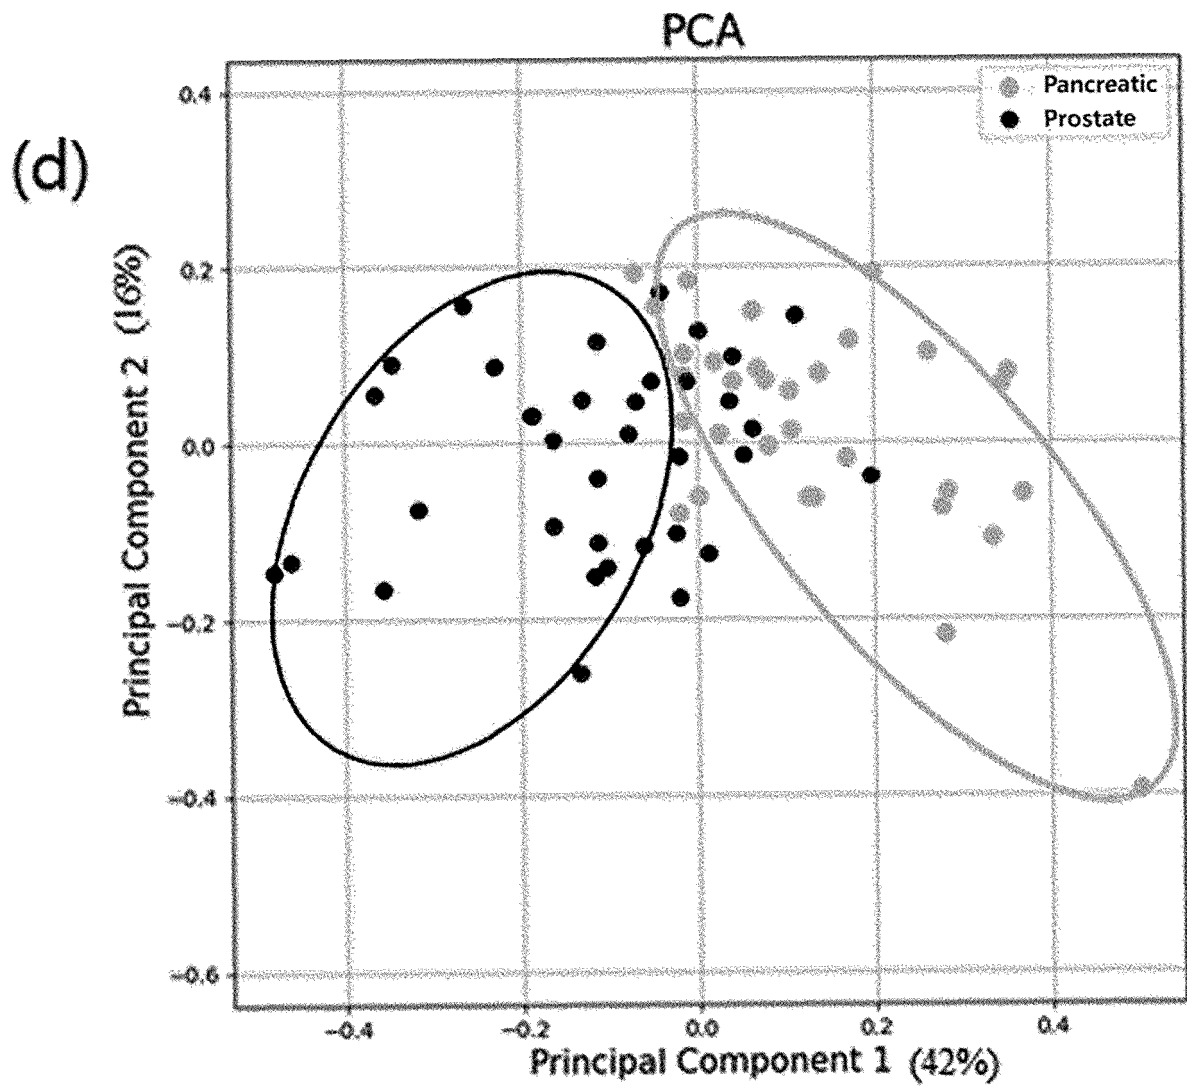 PCA
(d)
Pancreatic
Prostate
0.4
0.2
0.0
−0.2
−0.4
−0.6
Principal Component 2 (16%)
−0.4
−0.2
0.0
0.2
0.4
Principal Component 1 (42%)